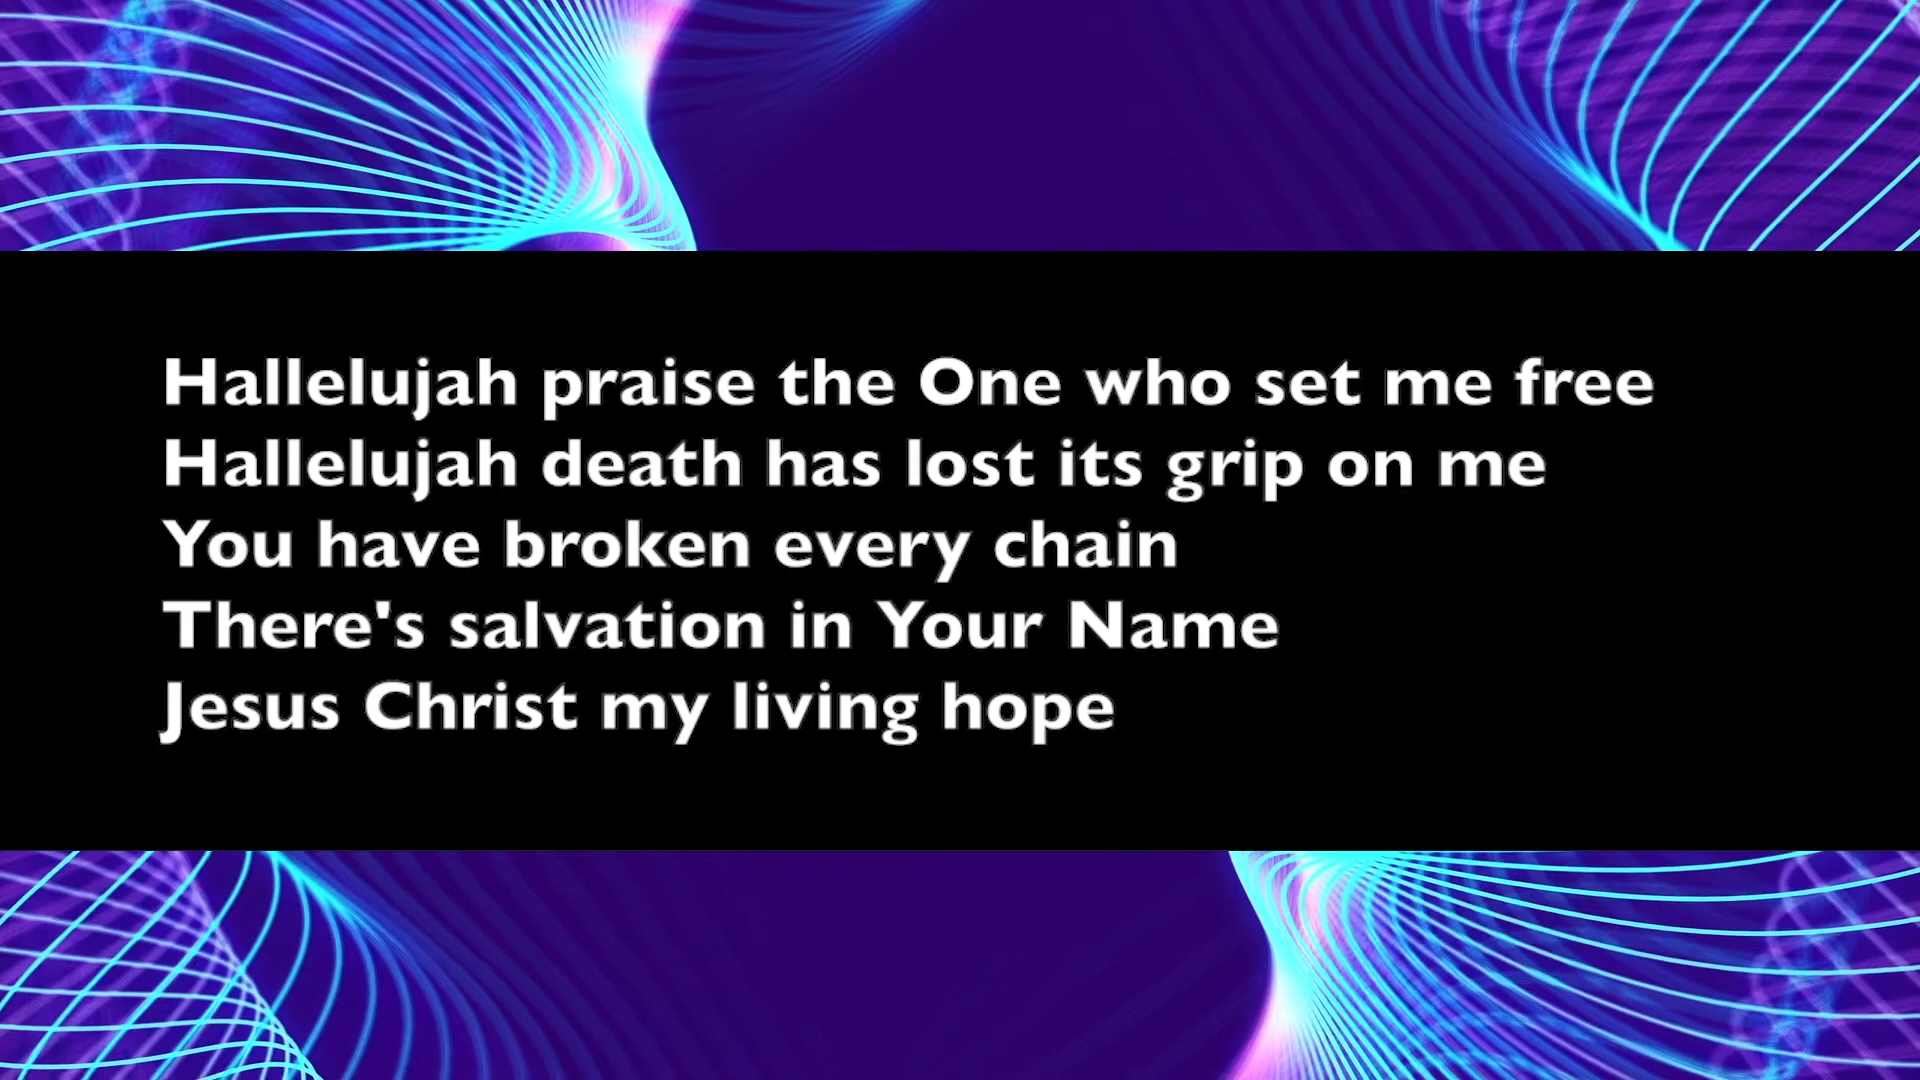 Hallelujah praise the One who set me free
Hallelujah death has lost its grip on me
You have broken every chain
There's salvation in Your Name
Jesus Christ my living hope